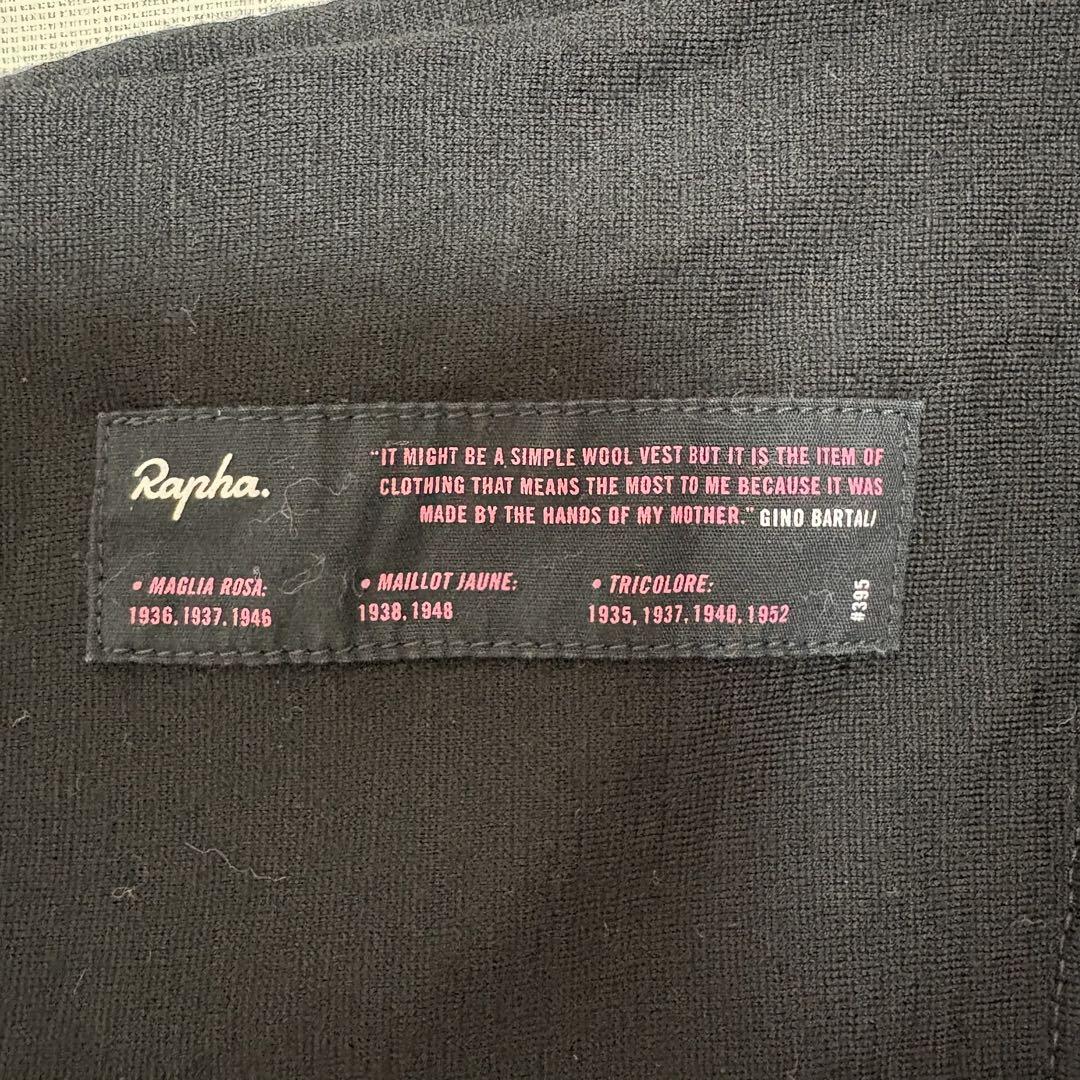 Rapha.
"IT MIGHT BE A SIMPLE WOOL VEST BUT IT IS THE ITEM OF
CLOTHING THAT MEANS THE MOST TO ME BECAUSE IT WAS
MADE BY THE HANDS OF MY MOTHER." GINO BARTALI
• MAGLIA ROSA:
1936, 1937, 1946
• MAILLOT JAUNE:
1938, 1948
• TRICOLORE:
1935, 1937, 1940, 1952
#395